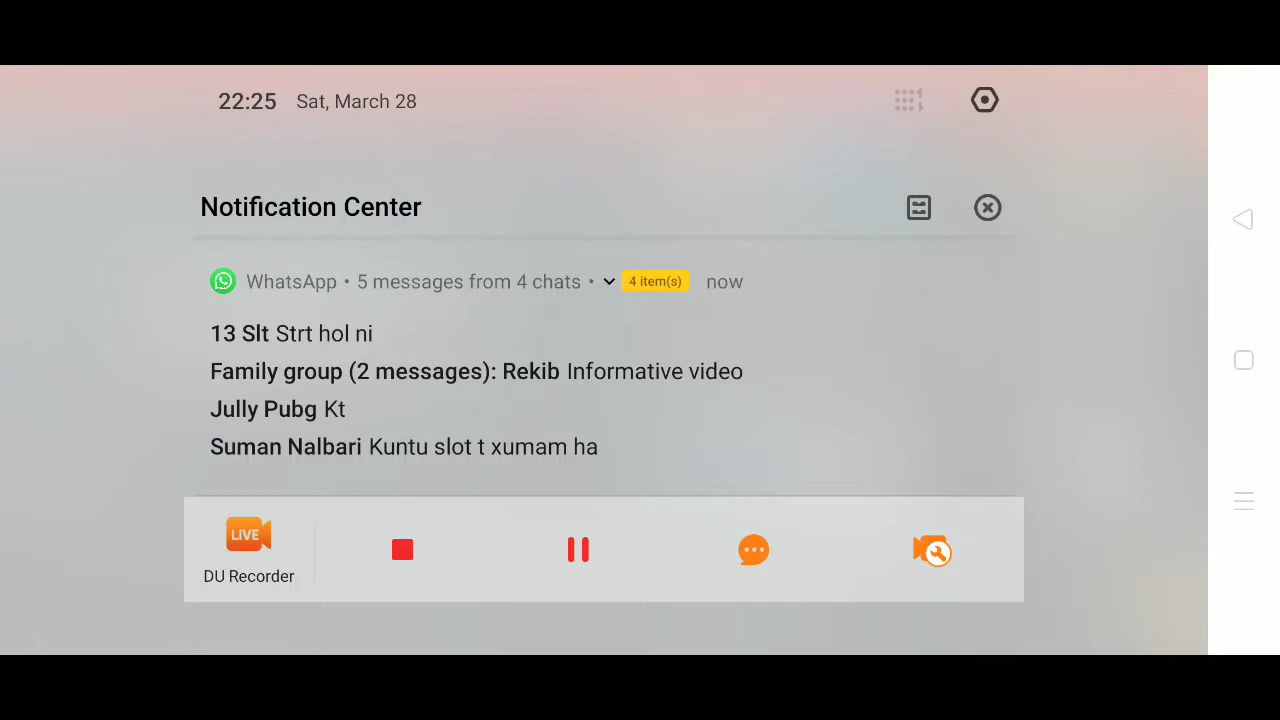 22:25 Sat, March 28
Notification Center
WhatsApp • 5 messages from 4 chats • 4 item(s) now
13 Slt Strt hol ni
Family group (2 messages): Rekib Informative video
Jully Pubg Kt
Suman Nalbari Kuntu slot t xumam ha
LIVE
DU Recorder